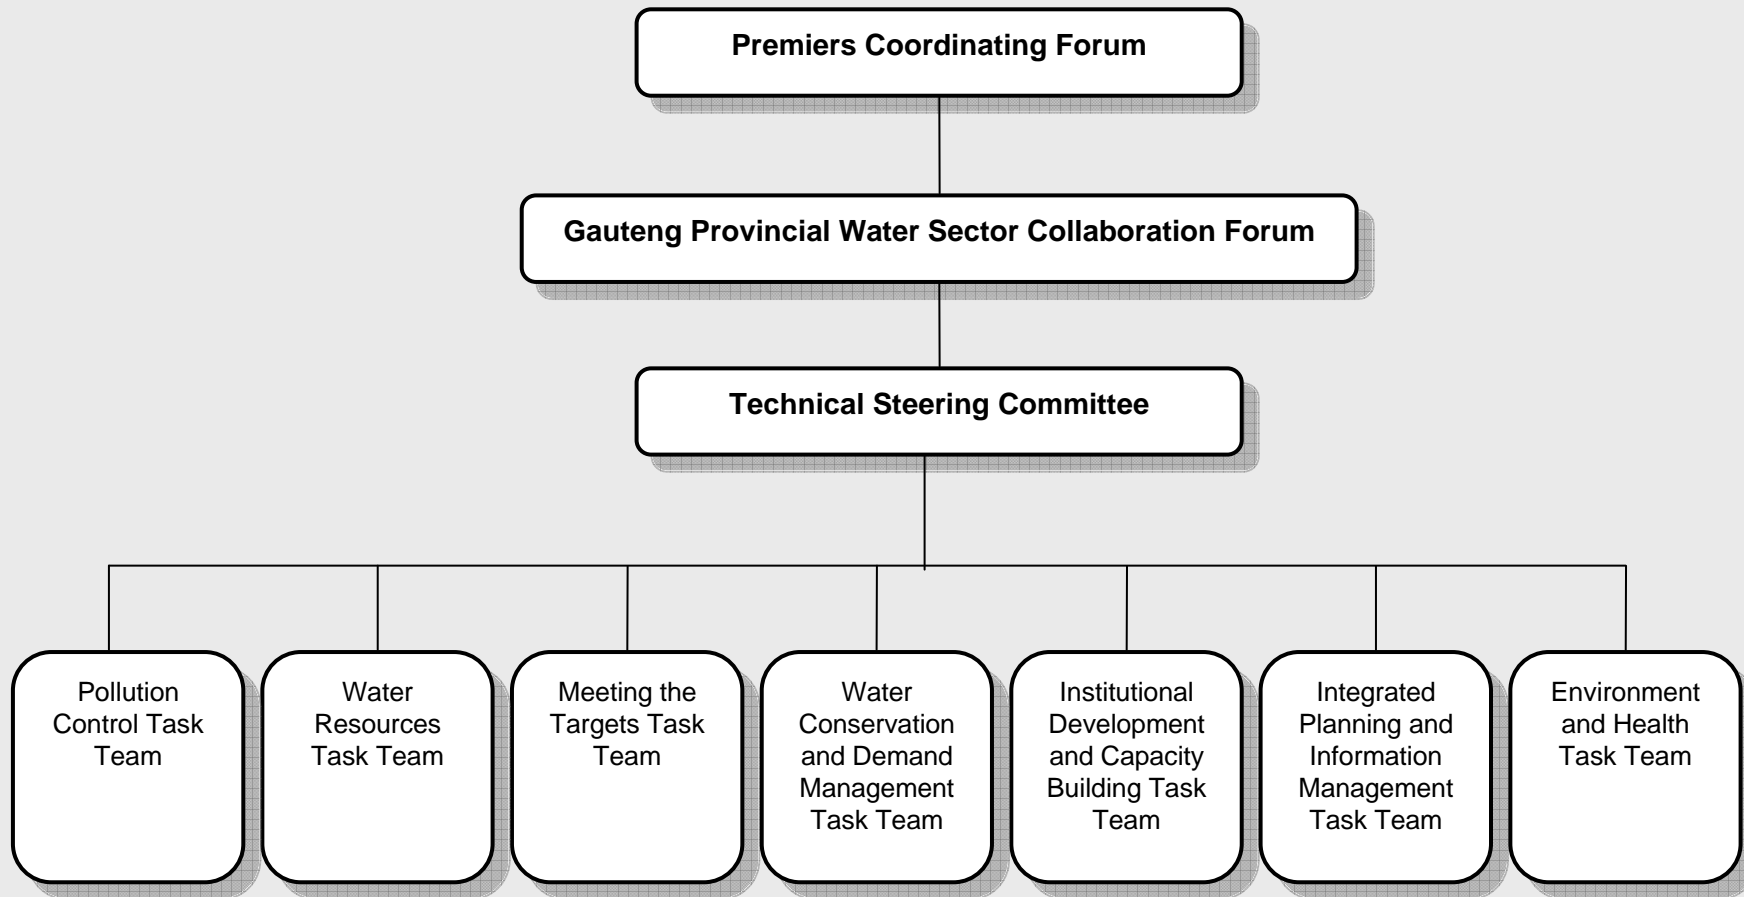 Premiers Coordinating Forum
Gauteng Provincial Water Sector Collaboration Forum
Technical Steering Committee
Pollution
Control Task
Team
Water
Resources
Task Team
Meeting the
Targets Task
Team
Water
Conservation
and Demand
Management
Task Team
Institutional
Development
and Capacity
Building Task
Team
Integrated
Planning and
Information
Management
Task Team
Environment
and Health
Task Team